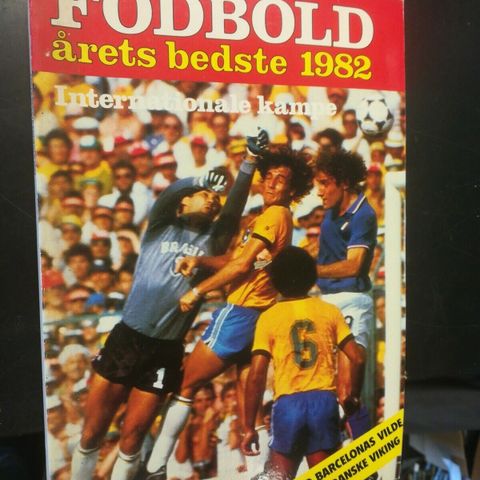 FODBOLD
årets bedste 1982
Internationale kampe
BRASIL
1
6
BARCELONAS VILDE
DANSKE VIKING